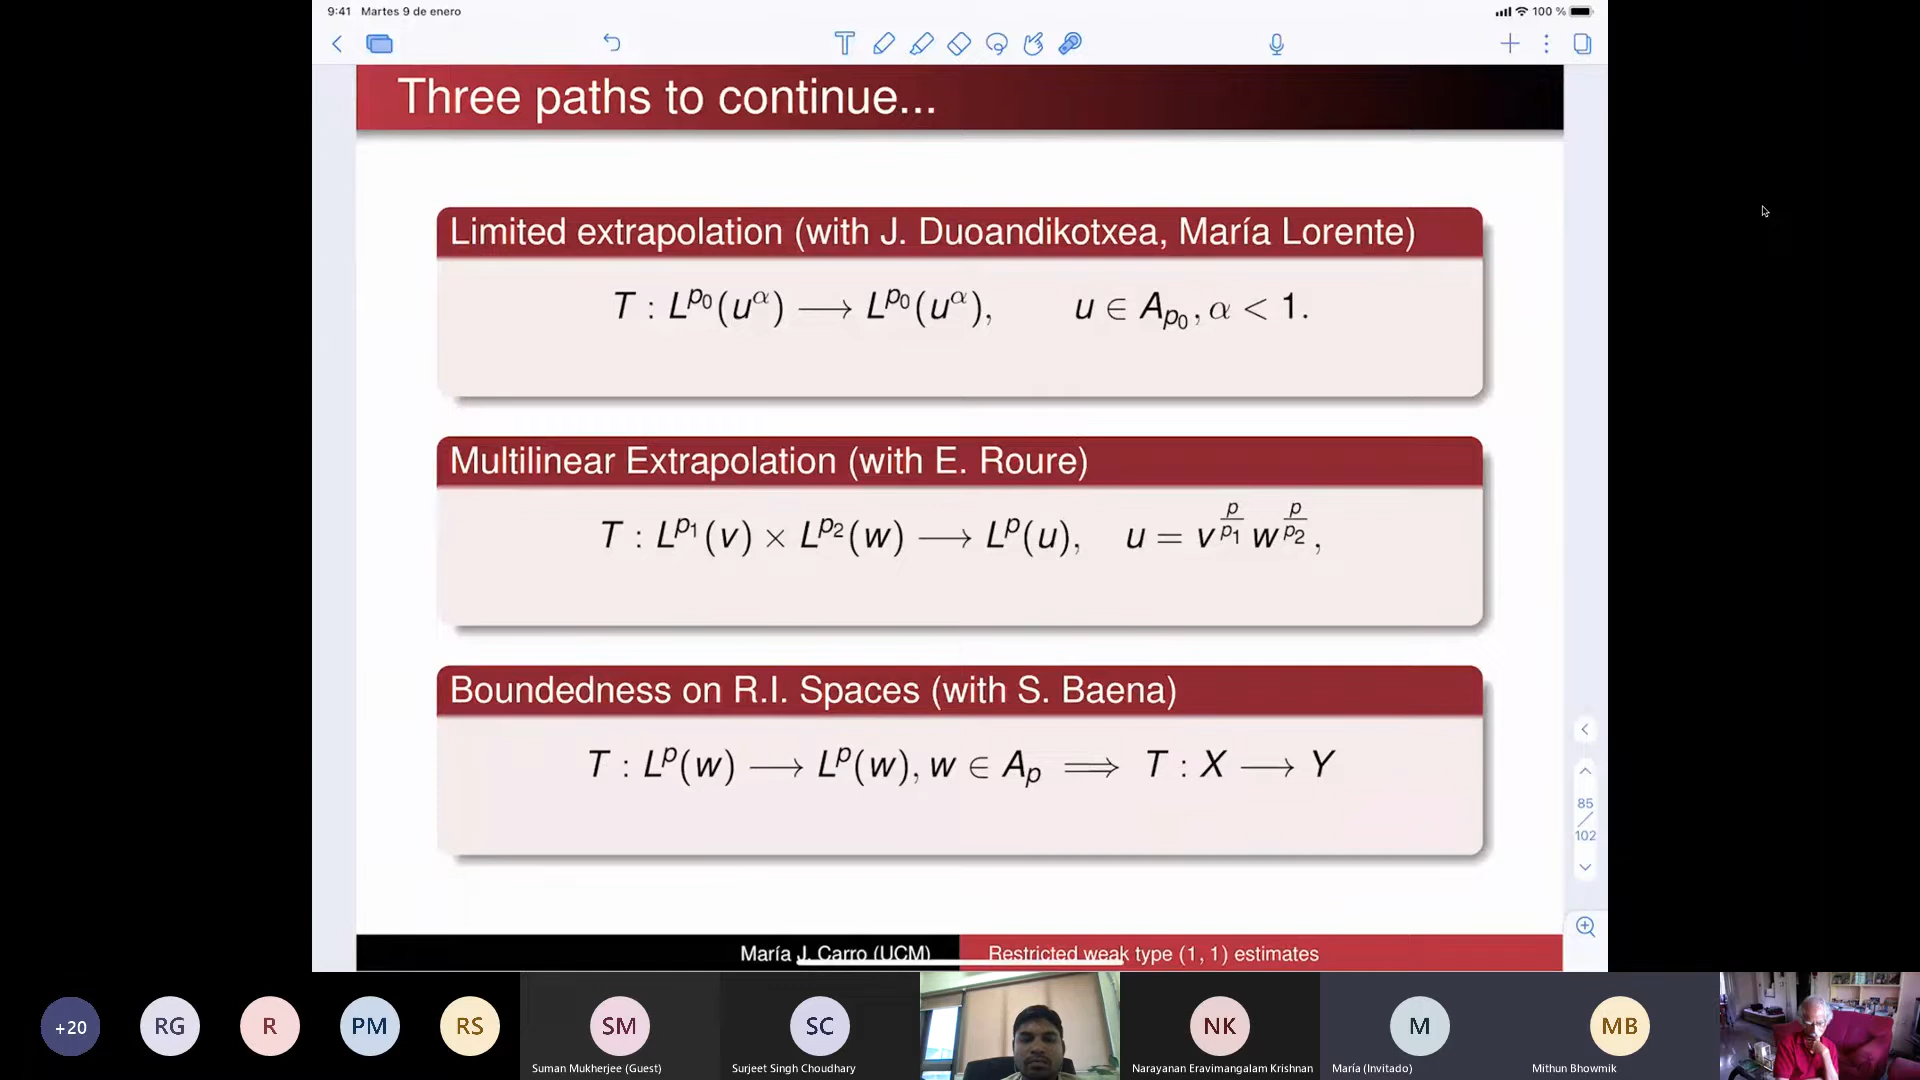 9:41 Martes 9 de enero
100 %
Three paths to continue...
Limited extrapolation (with J. Duoandikotxea, María Lorente)
T : L^{p_0}(u^α) ⟶ L^{p_0}(u^α), u ∈ A_{p_0}, α < 1.
Multilinear Extrapolation (with E. Roure)
T : L^{p_1}(v) × L^{p_2}(w) ⟶ L^p(u), u = v^{p/p_1} w^{p/p_2},
Boundedness on R.I. Spaces (with S. Baena)
T : L^p(w) ⟶ L^p(w), w ∈ A_p ⟹ T : X ⟶ Y
85
/
102
María J. Carro (UCM) Restricted weak type (1, 1) estimates
+20 RG R PM RS SM SC NK M MB
Suman Mukherjee (Guest) Surjeet Singh Choudhary Narayanan Eravimangalam Krishnan María (Invitado) Mithun Bhowmik